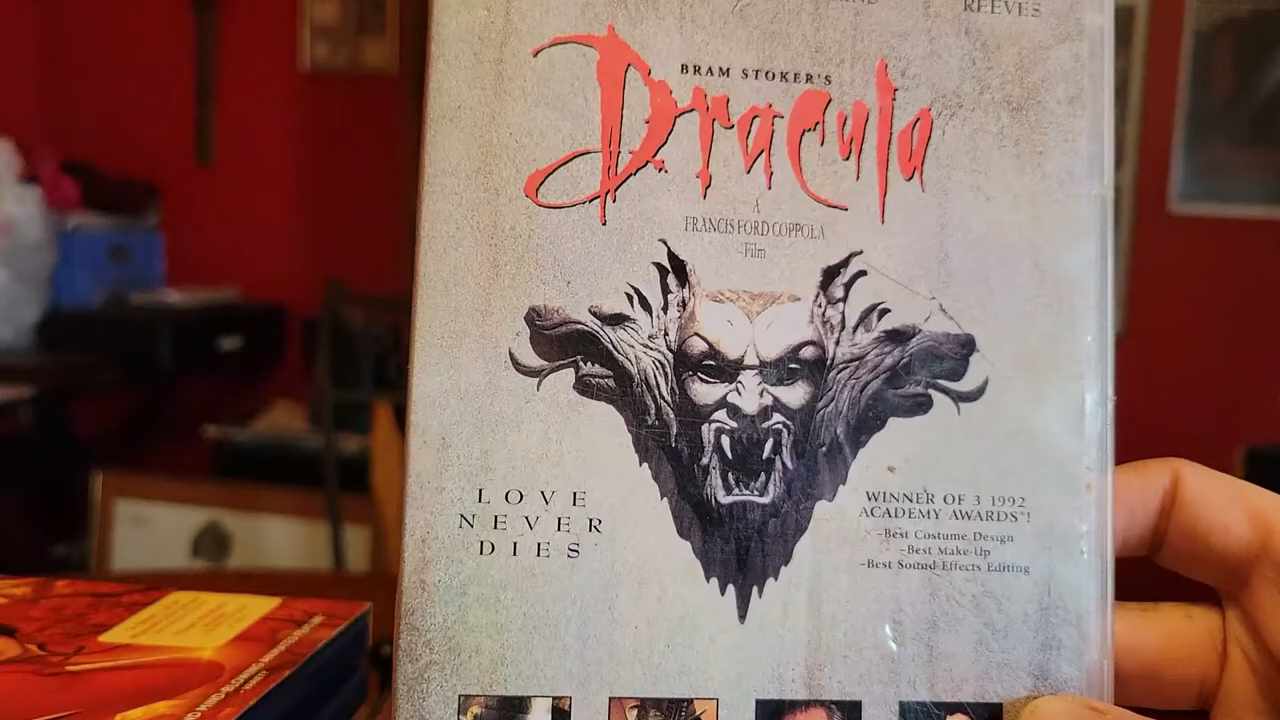 REEVES
BRAM STOKER'S
Dracula
A
FRANCIS FORD COPPOLA
-Film
LOVE
NEVER
DIES
WINNER OF 3 1992
ACADEMY AWARDS®!
-Best Costume Design
-Best Make-Up
-Best Sound Effects Editing